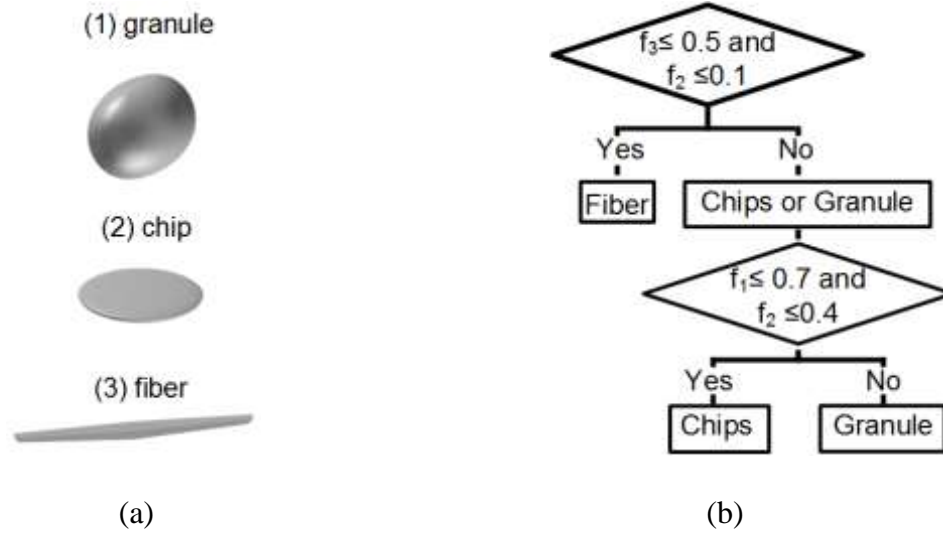 (1) granule
(2) chip
(3) fiber
(a)
f₃≤ 0.5 and
f₂ ≤0.1
Yes
No
Fiber
Chips or Granule
f₁≤ 0.7 and
f₂ ≤0.4
Yes
No
Chips
Granule
(b)